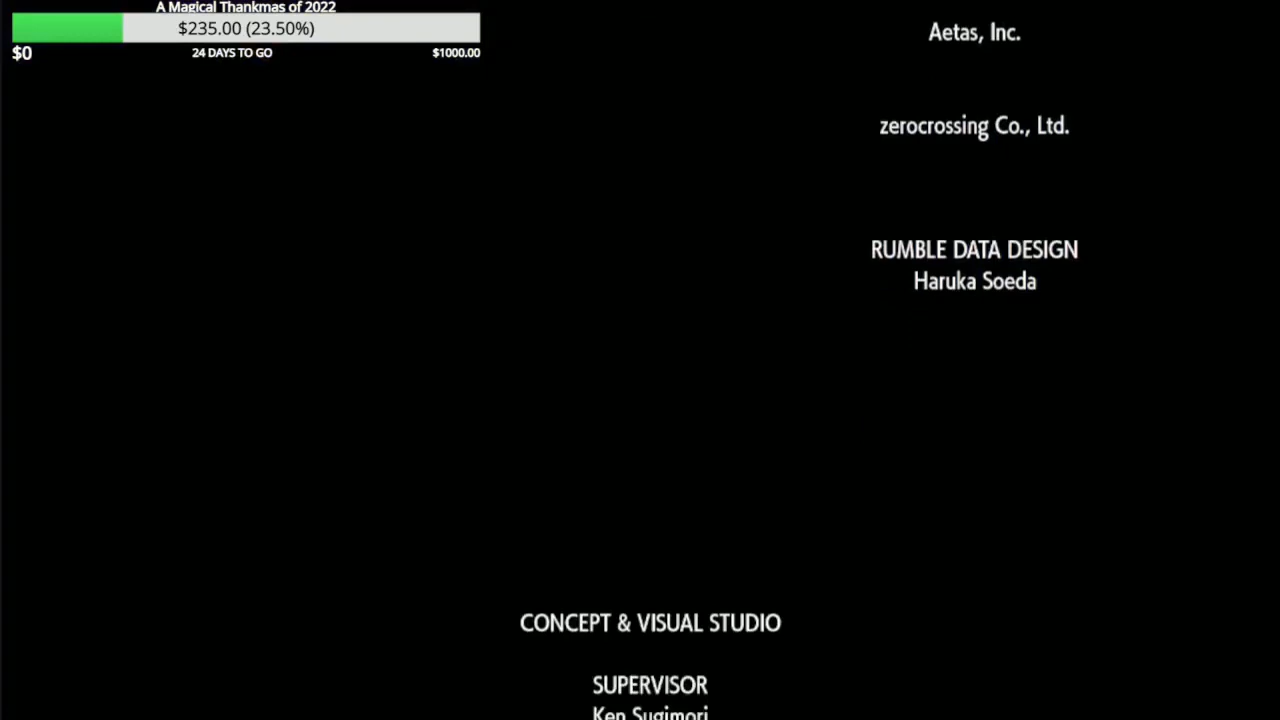 A Magical Thankmas of 2022
$235.00 (23.50%)
$0
24 DAYS TO GO
$1000.00
Aetas, Inc.
zerocrossing Co., Ltd.
RUMBLE DATA DESIGN
Haruka Soeda
CONCEPT & VISUAL STUDIO
SUPERVISOR
Ken Sugimori